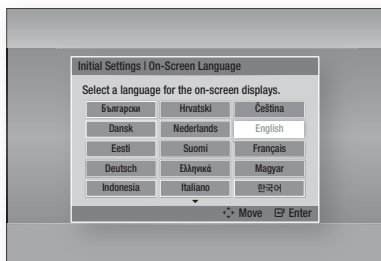 Initial Settings | On-Screen Language
Select a language for the on-screen displays.
Български Hrvatski Čeština
Dansk Nederlands English
Eesti Suomi Français
Deutsch Ελληνικά Magyar
Indonesia Italiano 한국어
Move Enter